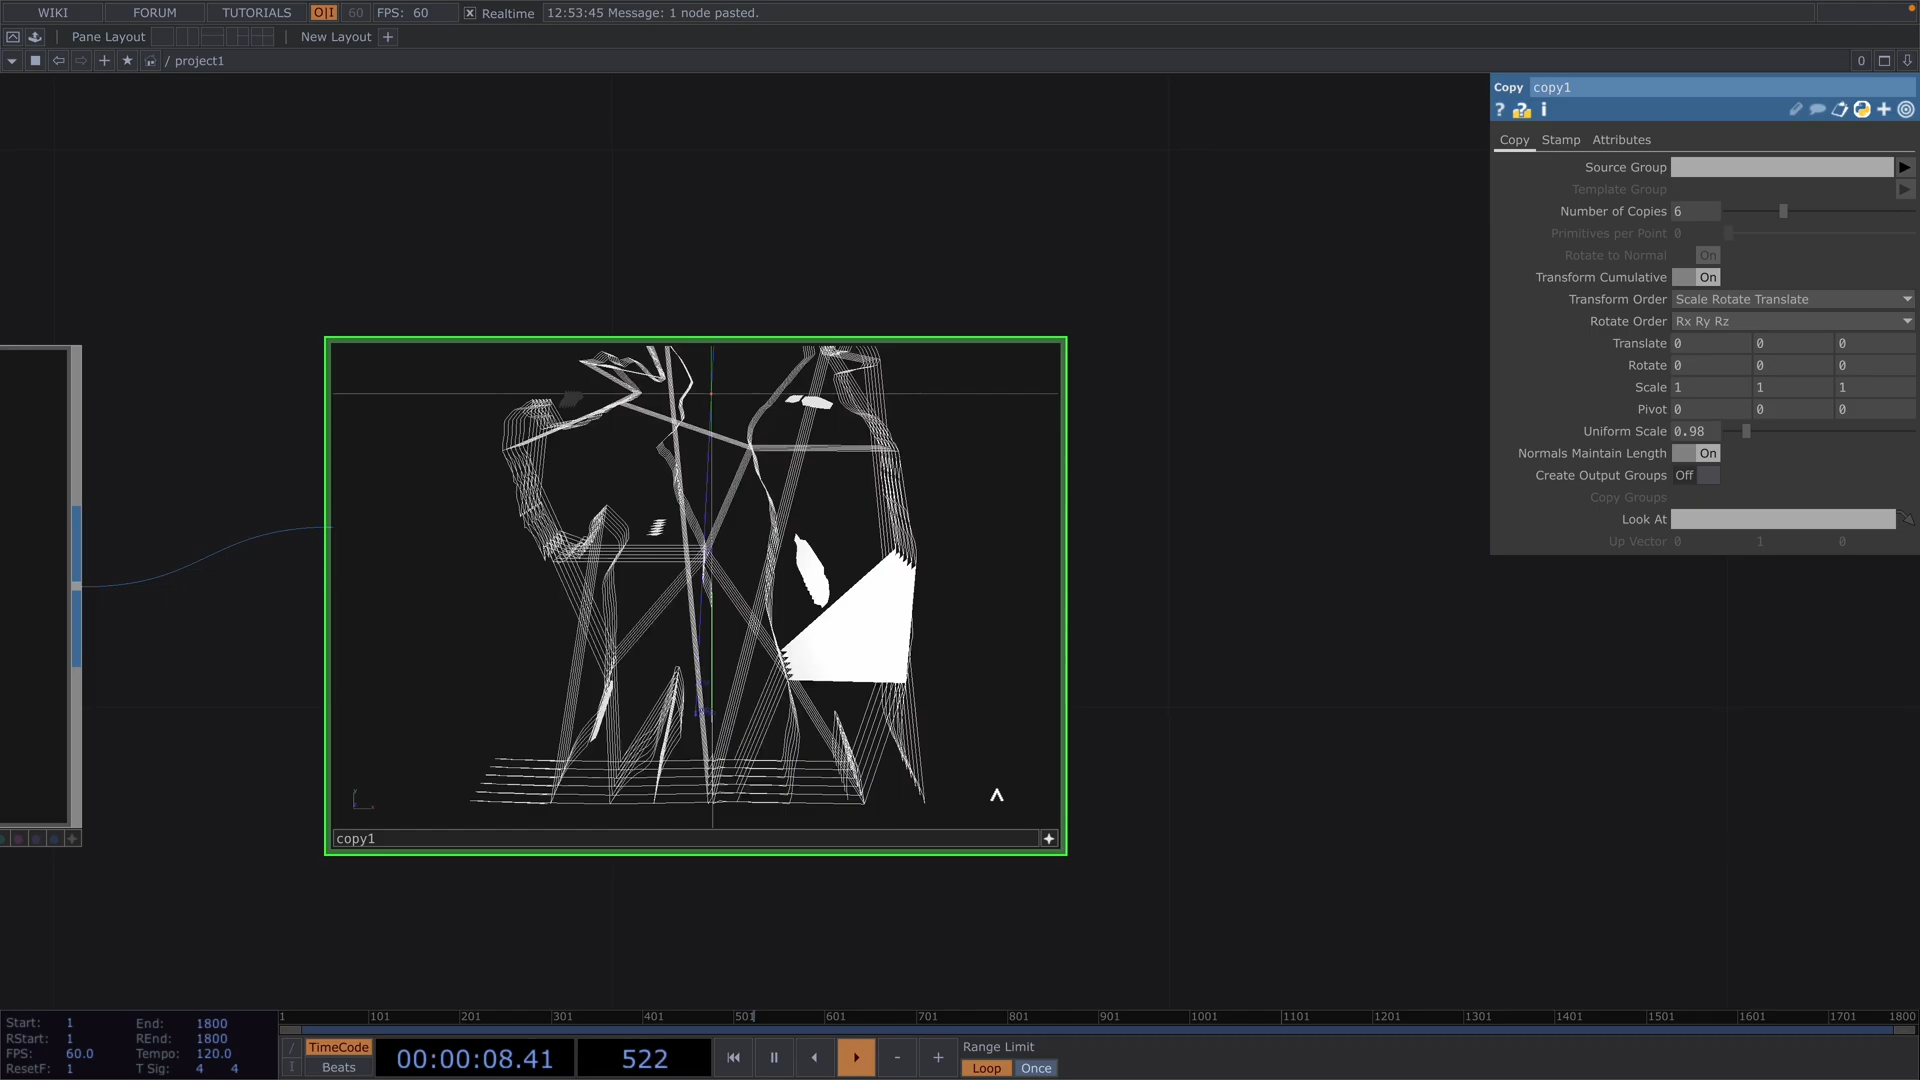 WIKI FORUM TUTORIALS O|I 60 FPS: 60 Realtime 12:53:45 Message: 1 node pasted.
Pane Layout New Layout +
/ project1 0
Copy copy1
? ? i
Copy Stamp Attributes
Source Group
Template Group
Number of Copies 6
Primitives per Point 0
Rotate to Normal On
Transform Cumulative On
Transform Order Scale Rotate Translate
Rotate Order Rx Ry Rz
Translate 0 0 0
Rotate 0 0 0
Scale 1 1 1
Pivot 0 0 0
Uniform Scale 0.98
Normals Maintain Length On
Create Output Groups Off
Copy Groups
Look At
Up Vector 0 1 0
copy1
1 101 201 301 401 501 601 701 801 901 1001 1101 1201 1301 1401 1501 1601 1701 1800
Start: 1 End: 1800
RStart: 1 REnd: 1800
FPS: 60.0 Tempo: 120.0
ResetF: 1 T Sig: 4 4
TimeCode
Beats
00:00:08.41 522
- +
Range Limit
Loop Once